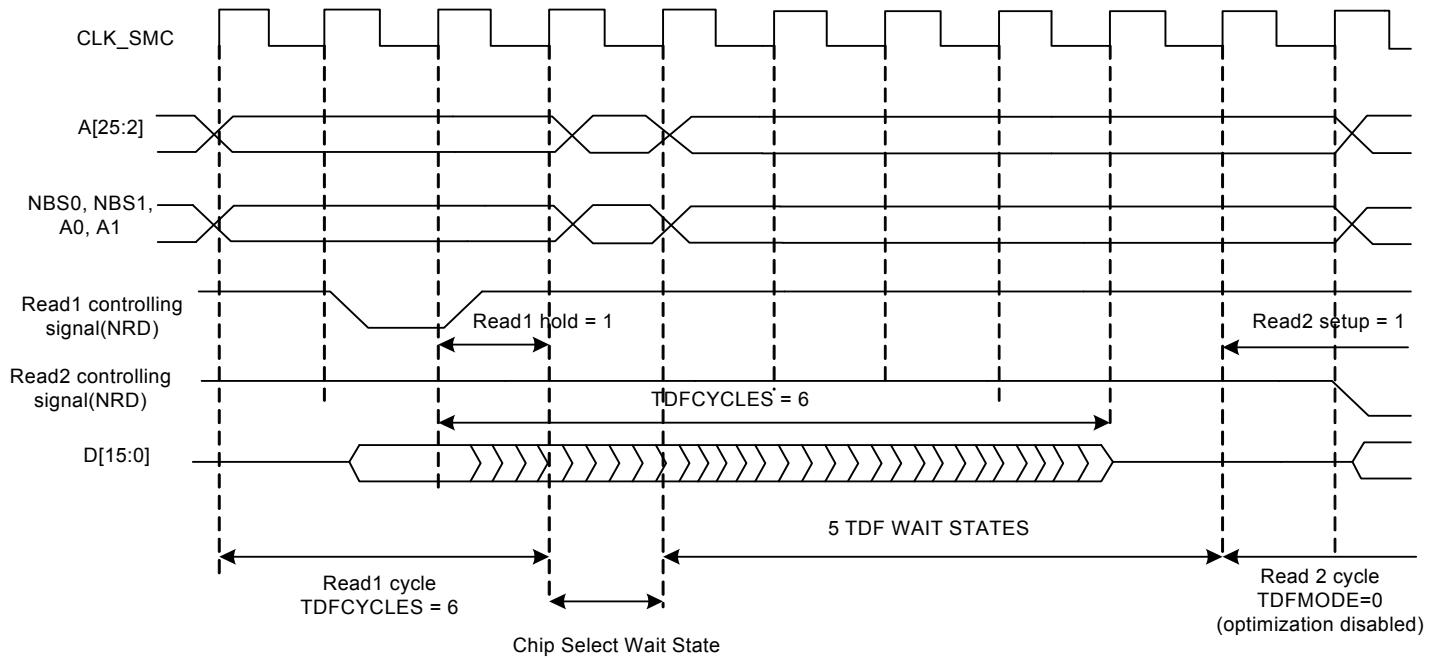 CLK_SMC
A[25:2]
NBS0, NBS1,
A0, A1
Read1 controlling
signal(NRD)
Read1 hold = 1
Read2 setup = 1
Read2 controlling
signal(NRD)
TDFCYCLES = 6
D[15:0]
5 TDF WAIT STATES
Read1 cycle
TDFCYCLES = 6
Chip Select Wait State
Read 2 cycle
TDFMODE=0
(optimization disabled)